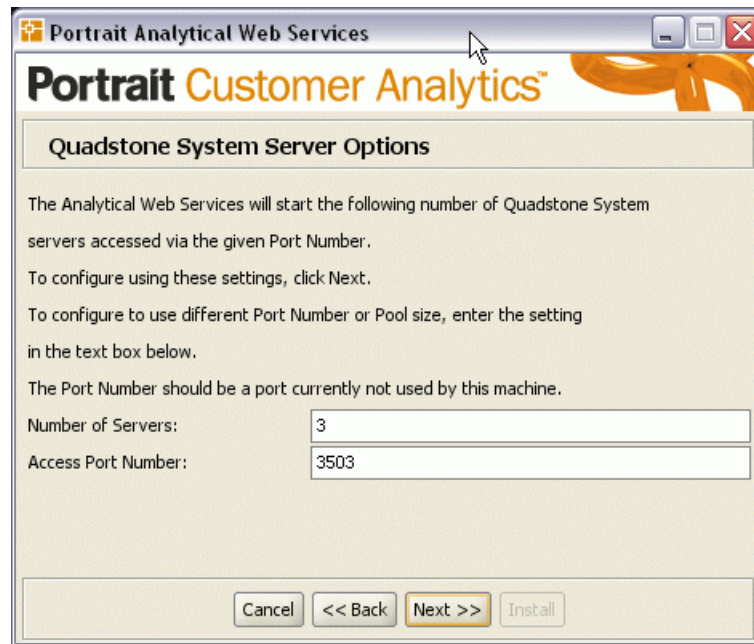 Portrait Analytical Web Services
Portrait Customer Analytics™
Quadstone System Server Options
The Analytical Web Services will start the following number of Quadstone System
servers accessed via the given Port Number.
To configure using these settings, click Next.
To configure to use different Port Number or Pool size, enter the setting
in the text box below.
The Port Number should be a port currently not used by this machine.
Number of Servers: 3
Access Port Number: 3503
Cancel << Back Next >> Install